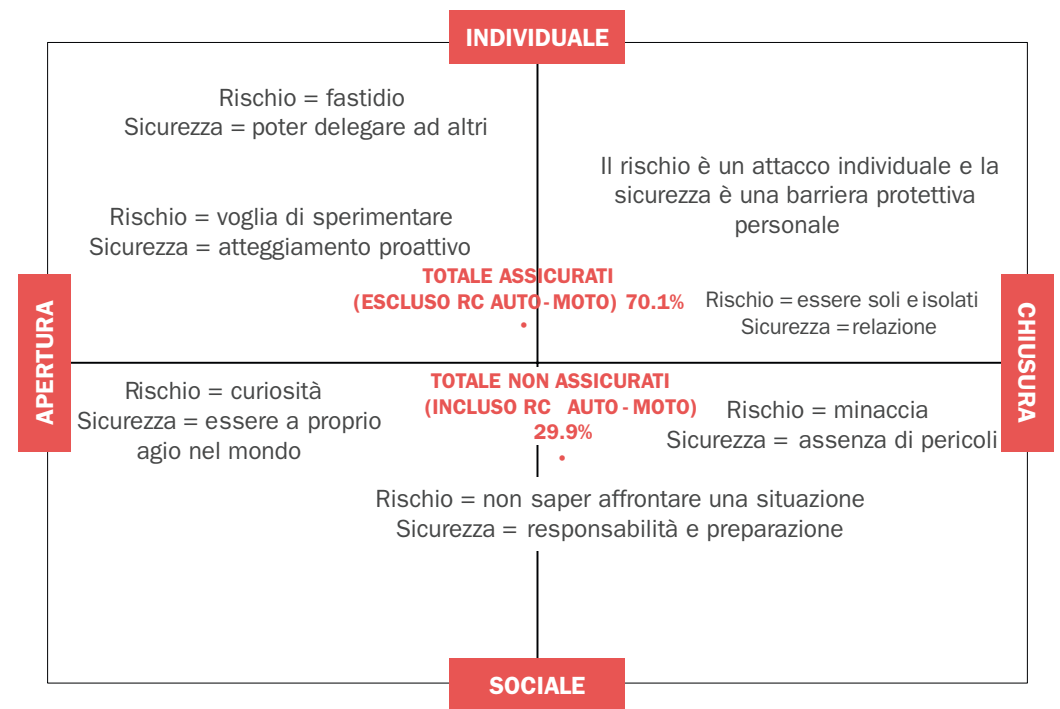 INDIVIDUALE
Rischio = fastidio
Sicurezza = poter delegare ad altri
Il rischio è un attacco individuale e la
sicurezza è una barriera protettiva
personale
Rischio = voglia di sperimentare
Sicurezza = atteggiamento proattivo
TOTALE ASSICURATI
(ESCLUSO RC AUTO-MOTO) 70.1%
Rischio = essere soli e isolati
Sicurezza = relazione
APERTURA
CHIUSURA
Rischio = curiosità
Sicurezza = essere a proprio
agio nel mondo
TOTALE NON ASSICURATI
(INCLUSO RC AUTO - MOTO)
29.9%
Rischio = minaccia
Sicurezza = assenza di pericoli
Rischio = non saper affrontare una situazione
Sicurezza = responsabilità e preparazione
SOCIALE